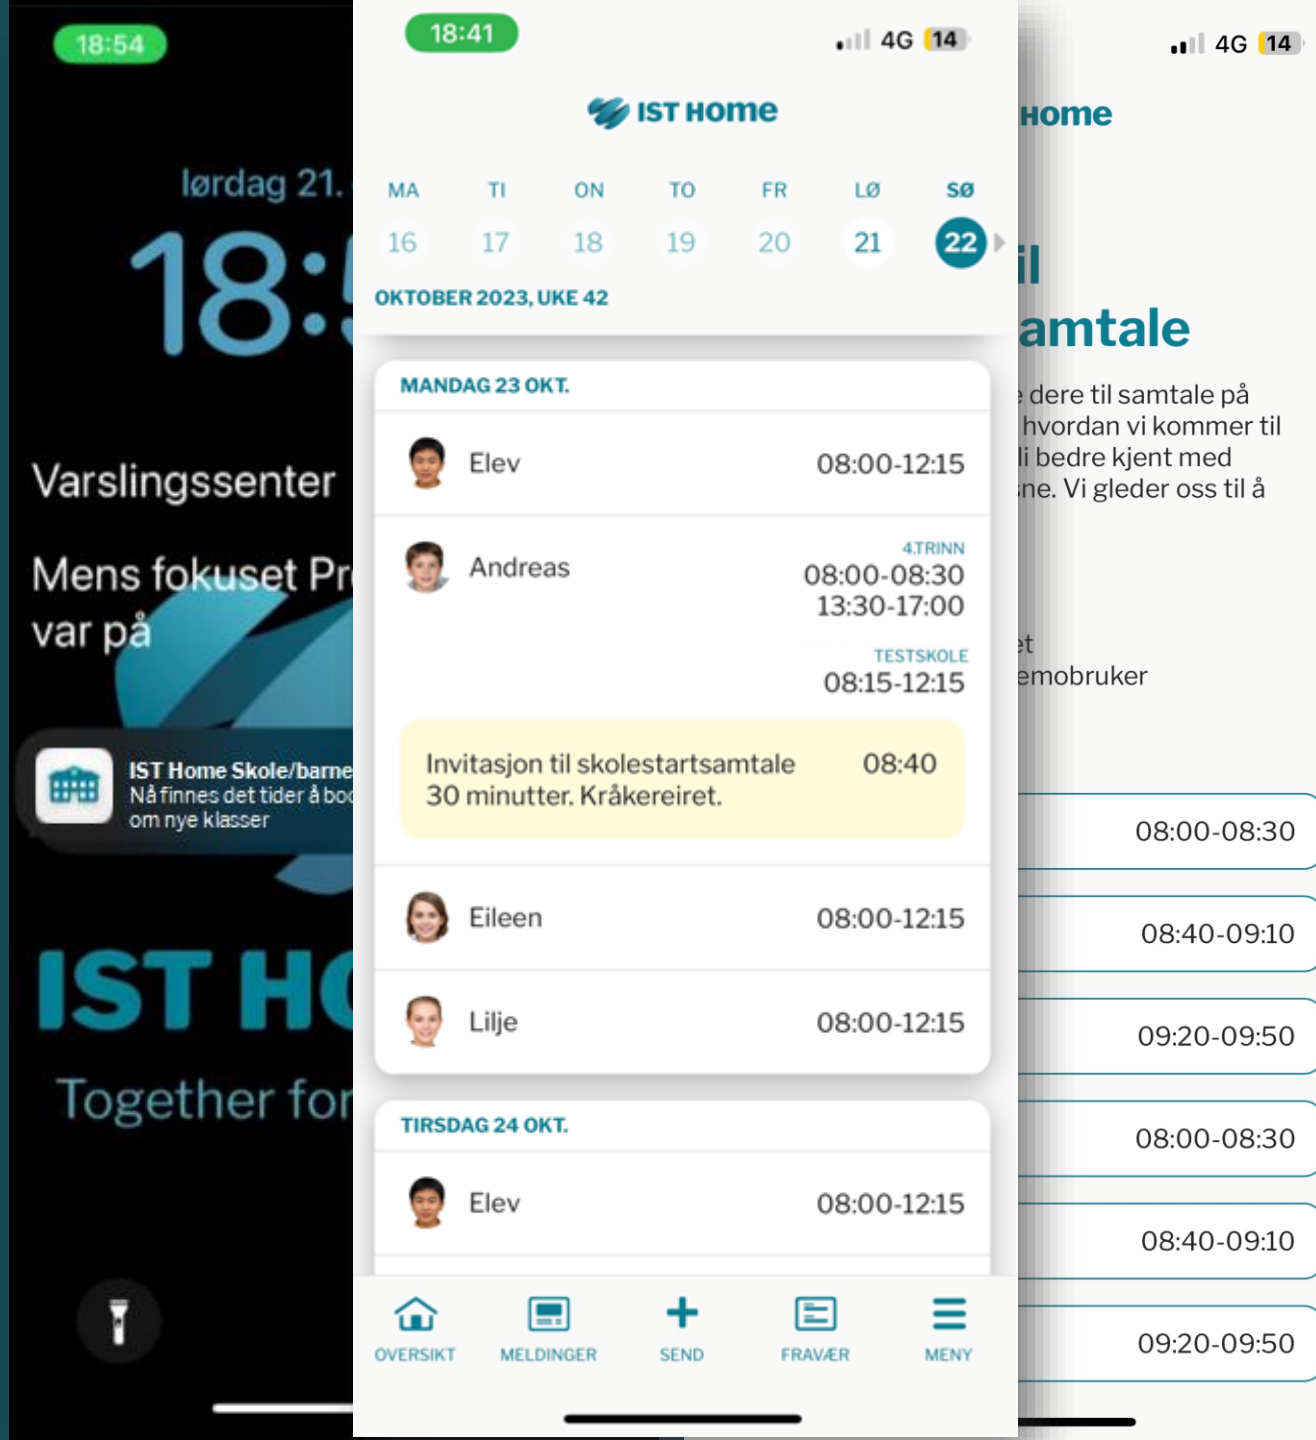 18:54
lørdag 21.
Varslingssenter
Mens fokuset
var på
IST Home Skole/barne
Nå finnes det tider å
om nye klasser
IST
Together for
18:41
4G 14
IST Home
MA TI ON TO FR LØ SØ
16 17 18 19 20 21 22
OKTOBER 2023, UKE 42
MANDAG 23 OKT.
Elev 08:00-12:15
4.TRINN
Andreas 08:00-08:30
13:30-17:00
TESTSKOLE
08:15-12:15
Invitasjon til skolestartsamtale 08:40
30 minutter. Kråkereiret.
Eileen 08:00-12:15
Lilje 08:00-12:15
TIRSDAG 24 OKT.
Elev 08:00-12:15
OVERSIKT MELDINGER SEND FRAVÆR MENY
4G 14
Home
il
amtale
dere til samtale på
hvordan vi kommer til
li bedre kjent med
ne. Vi gleder oss til å
et
emobruker
08:00-08:30
08:40-09:10
09:20-09:50
08:00-08:30
08:40-09:10
09:20-09:50